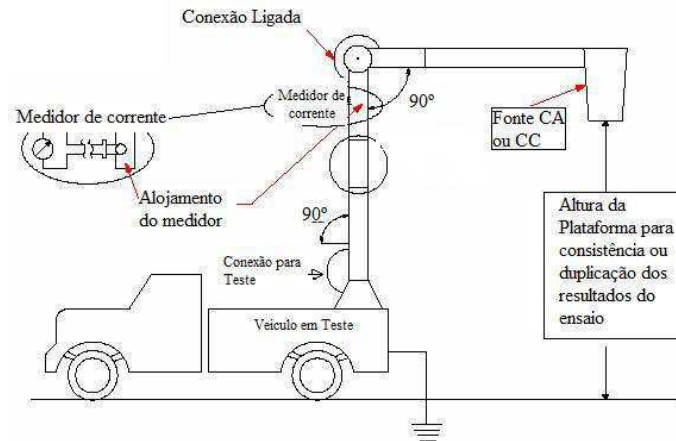 Conexão Ligada
Medidor de
corrente
90º
Medidor de corrente
Fonte CA
ou CC
Alojamento
do medidor
90º
Altura da
Plataforma para
consistência ou
duplicação dos
resultados do
ensaio
Conexão para
Teste
Veiculo em Teste